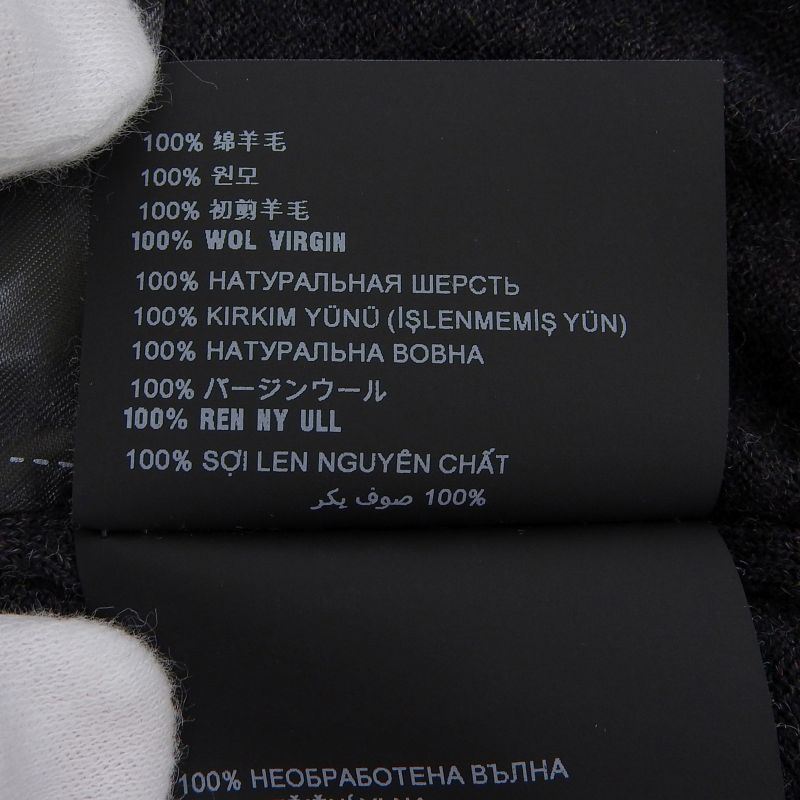 100% 绵羊毛
100% 원모
100% 初剪羊毛
100% WOL VIRGIN
100% НАТУРАЛЬНАЯ ШЕРСТЬ
100% KIRKIM YÜNÜ (İŞLENMEMİŞ YÜN)
100% НАТУРАЛЬНА ВОВНА
100% バージンウール
100% REN NY ULL
100% SỢI LEN NGUYÊN CHẤT
100% صوف بكر
100% НЕОБРАБОТЕНА ВЪЛНА